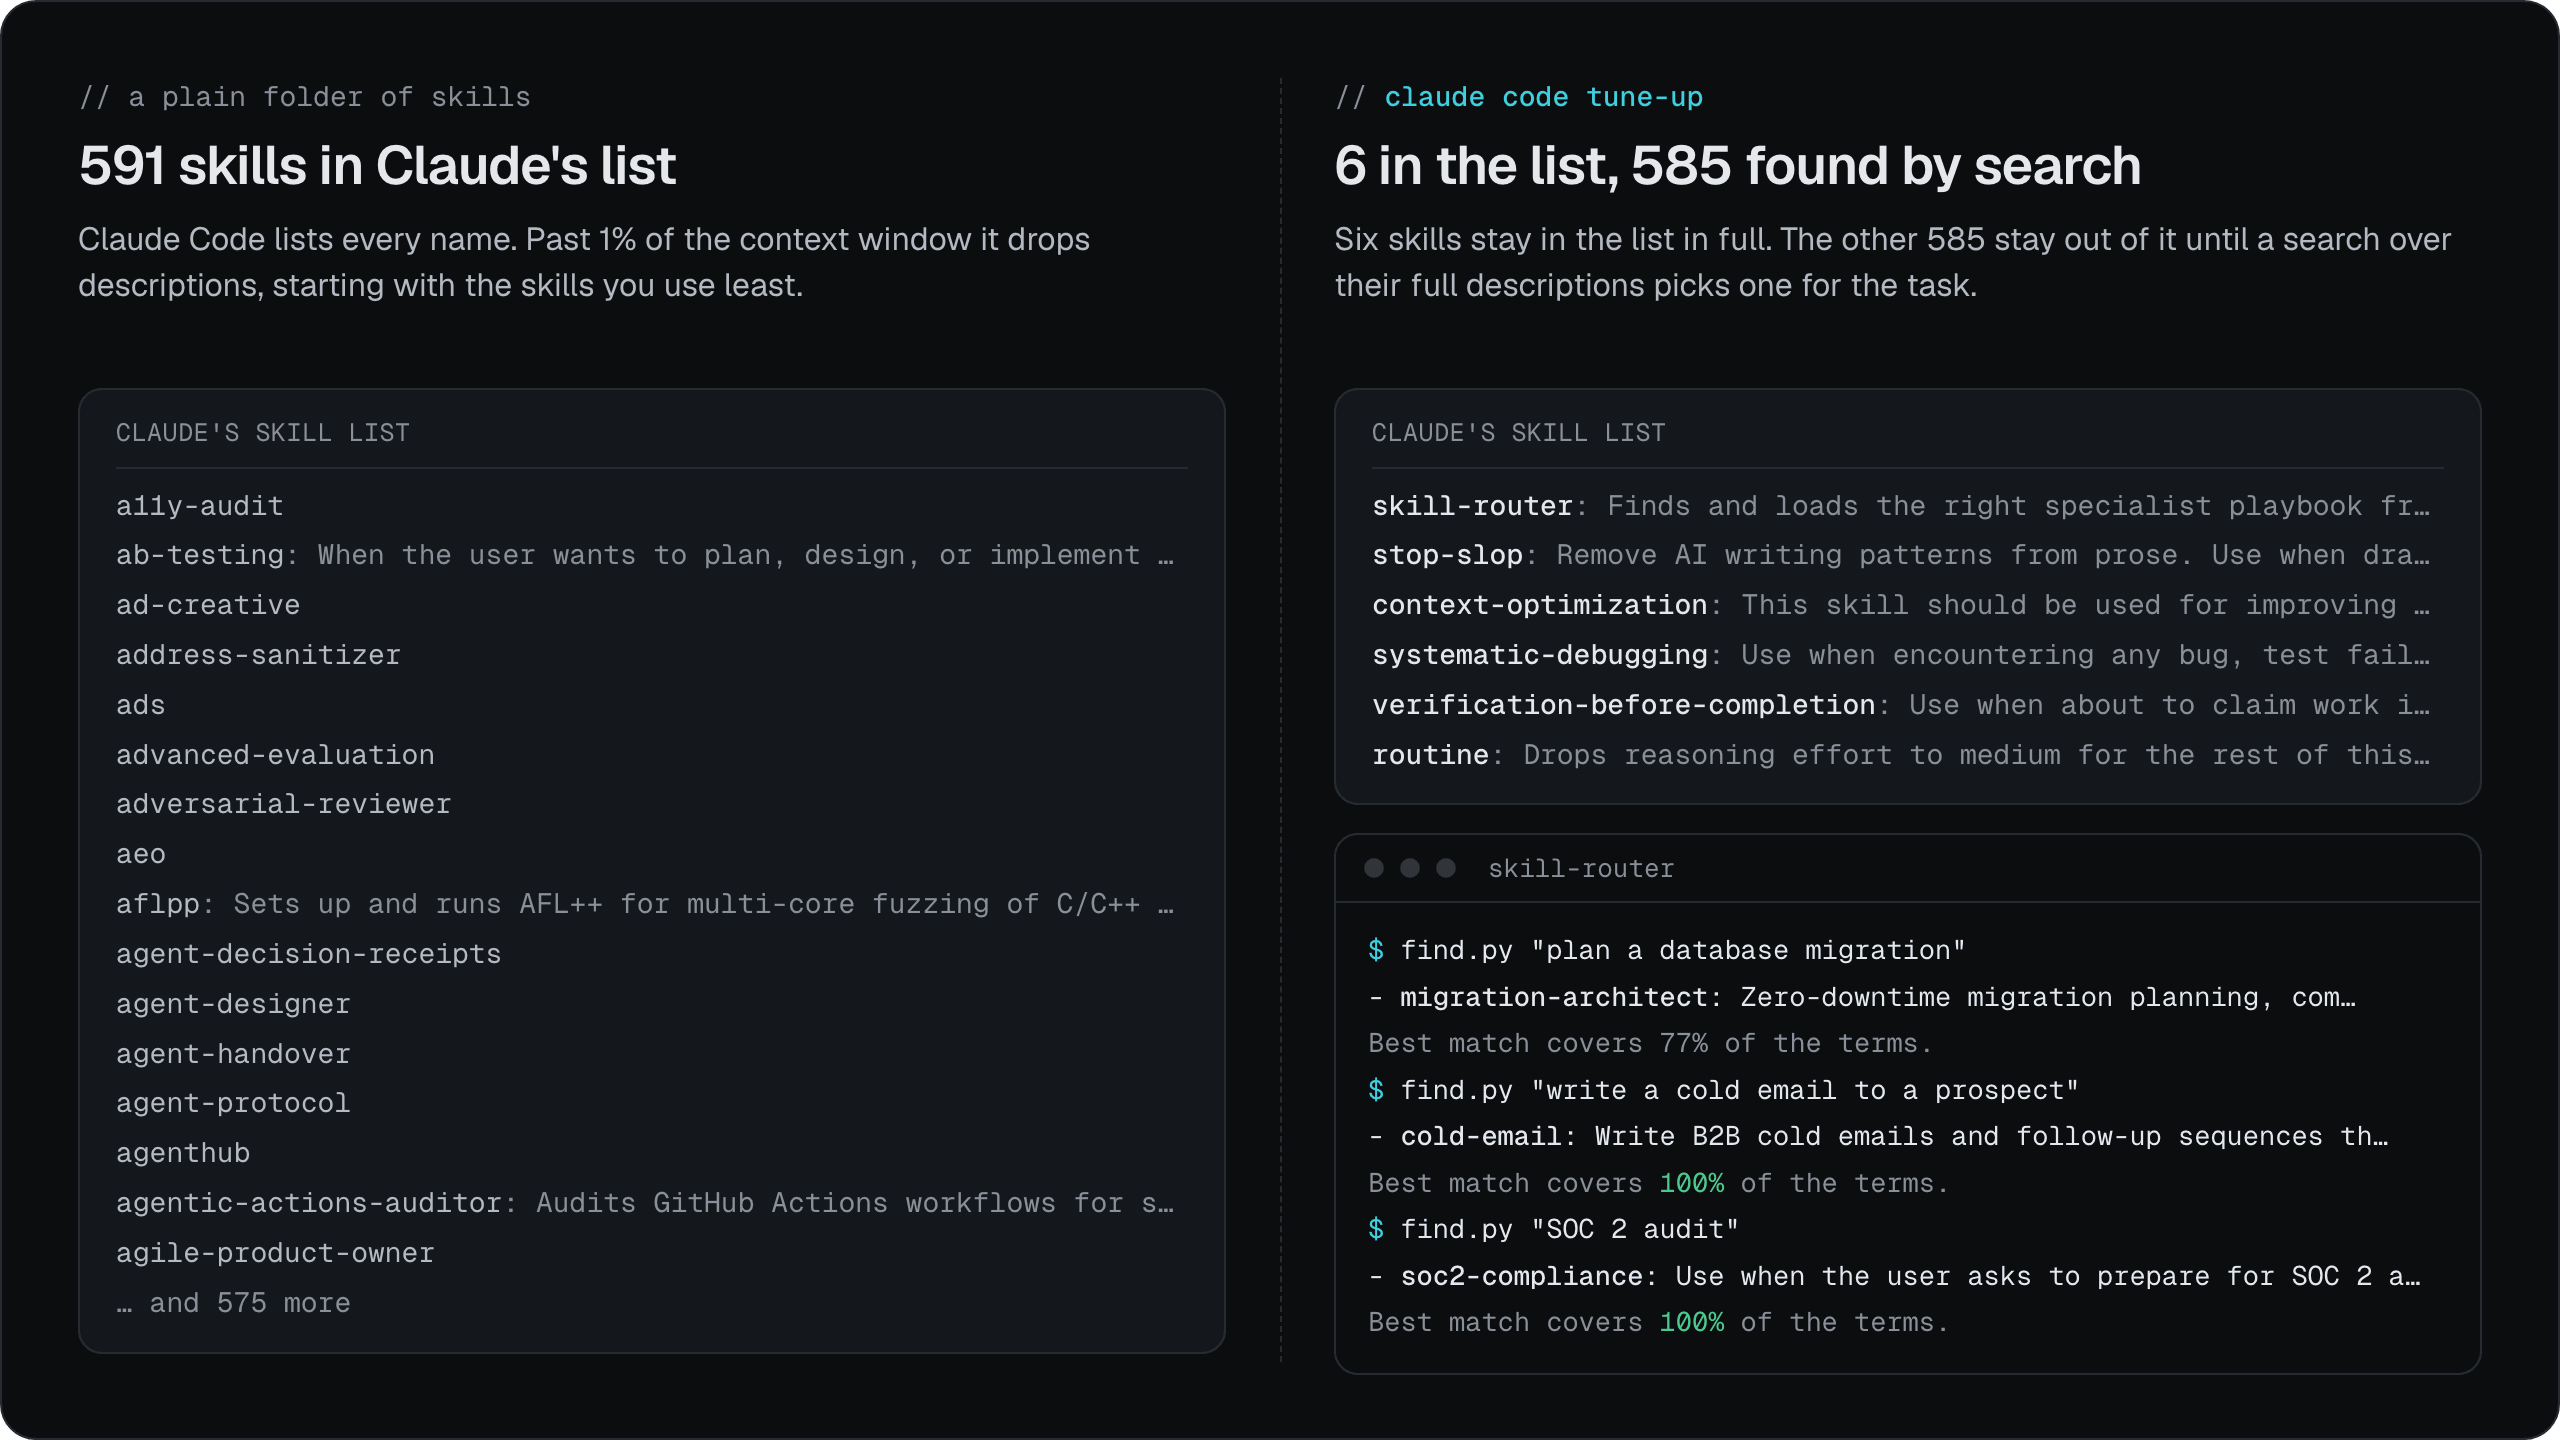 // a plain folder of skills
591 skills in Claude's list
Claude Code lists every name. Past 1% of the context window it drops
descriptions, starting with the skills you use least.
CLAUDE'S SKILL LIST
a11y-audit
ab-testing: When the user wants to plan, design, or implement …
ad-creative
address-sanitizer
ads
advanced-evaluation
adversarial-reviewer
aeo
aflpp: Sets up and runs AFL++ for multi-core fuzzing of C/C++ …
agent-decision-receipts
agent-designer
agent-handover
agent-protocol
agenthub
agentic-actions-auditor: Audits GitHub Actions workflows for s…
agile-product-owner
… and 575 more
// claude code tune-up
6 in the list, 585 found by search
Six skills stay in the list in full. The other 585 stay out of it until a search over
their full descriptions picks one for the task.
CLAUDE'S SKILL LIST
skill-router: Finds and loads the right specialist playbook fr…
stop-slop: Remove AI writing patterns from prose. Use when dra…
context-optimization: This skill should be used for improving …
systematic-debugging: Use when encountering any bug, test fail…
verification-before-completion: Use when about to claim work i…
routine: Drops reasoning effort to medium for the rest of this…
skill-router
$ find.py "plan a database migration"
- migration-architect: Zero-downtime migration planning, com…
Best match covers 77% of the terms.
$ find.py "write a cold email to a prospect"
- cold-email: Write B2B cold emails and follow-up sequences th…
Best match covers 100% of the terms.
$ find.py "SOC 2 audit"
- soc2-compliance: Use when the user asks to prepare for SOC 2 a…
Best match covers 100% of the terms.